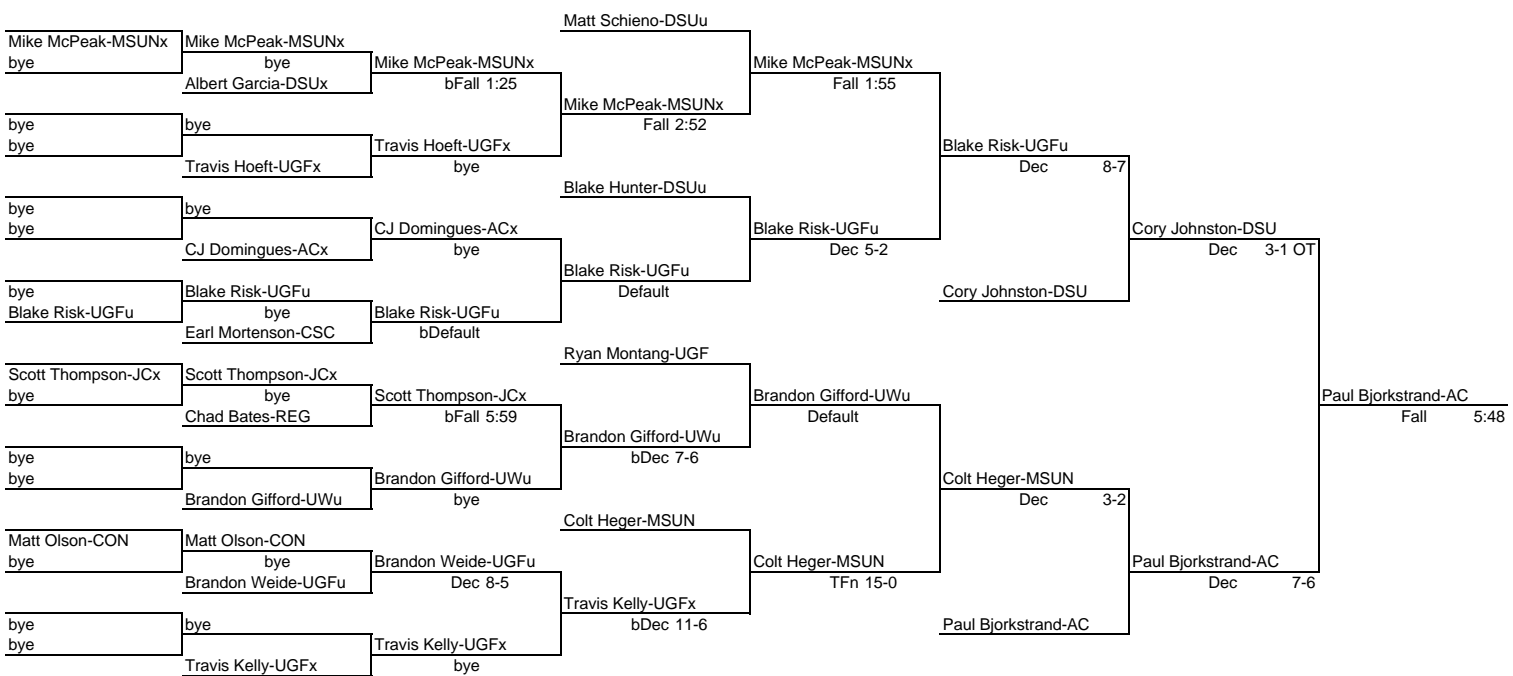 Matt Schieno-DSUu
Mike McPeak-MSUNx Mike McPeak-MSUNx
bye bye Mike McPeak-MSUNx Mike McPeak-MSUNx
Albert Garcia-DSUx bFall 1:25 Fall 1:55
Mike McPeak-MSUNx
bye bye Fall 2:52
bye Travis Hoeft-UGFx Blake Risk-UGFu
Travis Hoeft-UGFx bye Dec 8-7
Blake Hunter-DSUu
bye bye
bye CJ Domingues-ACx Blake Risk-UGFu Cory Johnston-DSU
CJ Domingues-ACx bye Dec 5-2 Dec 3-1 OT
Blake Risk-UGFu
bye Blake Risk-UGFu Default Cory Johnston-DSU
Blake Risk-UGFu bye Blake Risk-UGFu
Earl Mortenson-CSC bDefault
Ryan Montang-UGF
Scott Thompson-JCx Scott Thompson-JCx
bye bye Scott Thompson-JCx Brandon Gifford-UWu Paul Bjorkstrand-AC
Chad Bates-REG bFall 5:59 Default Fall 5:48
Brandon Gifford-UWu
bye bye bDec 7-6
bye Brandon Gifford-UWu Colt Heger-MSUN
Brandon Gifford-UWu bye Dec 3-2
Colt Heger-MSUN
Matt Olson-CON Matt Olson-CON
bye bye Brandon Weide-UGFu Colt Heger-MSUN Paul Bjorkstrand-AC
Brandon Weide-UGFu Dec 8-5 TFn 15-0 Dec 7-6
Travis Kelly-UGFx
bye bye bDec 11-6 Paul Bjorkstrand-AC
bye Travis Kelly-UGFx
Travis Kelly-UGFx bye